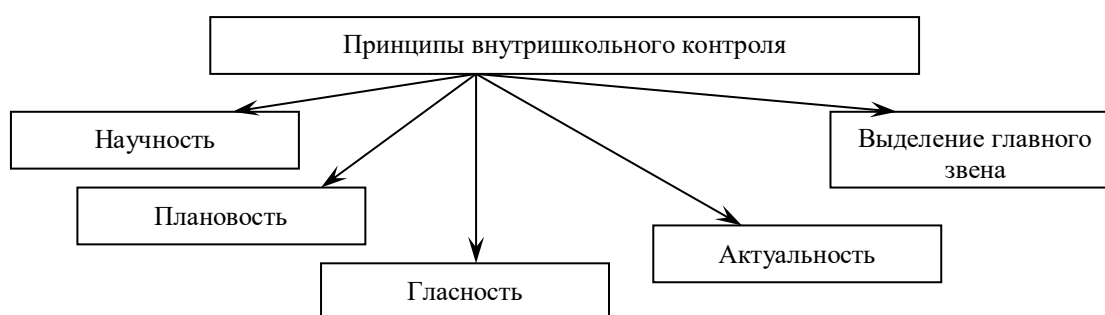 Принципы внутришкольного контроля
Научность
Выделение главного
звена
Плановость
Актуальность
Гласность